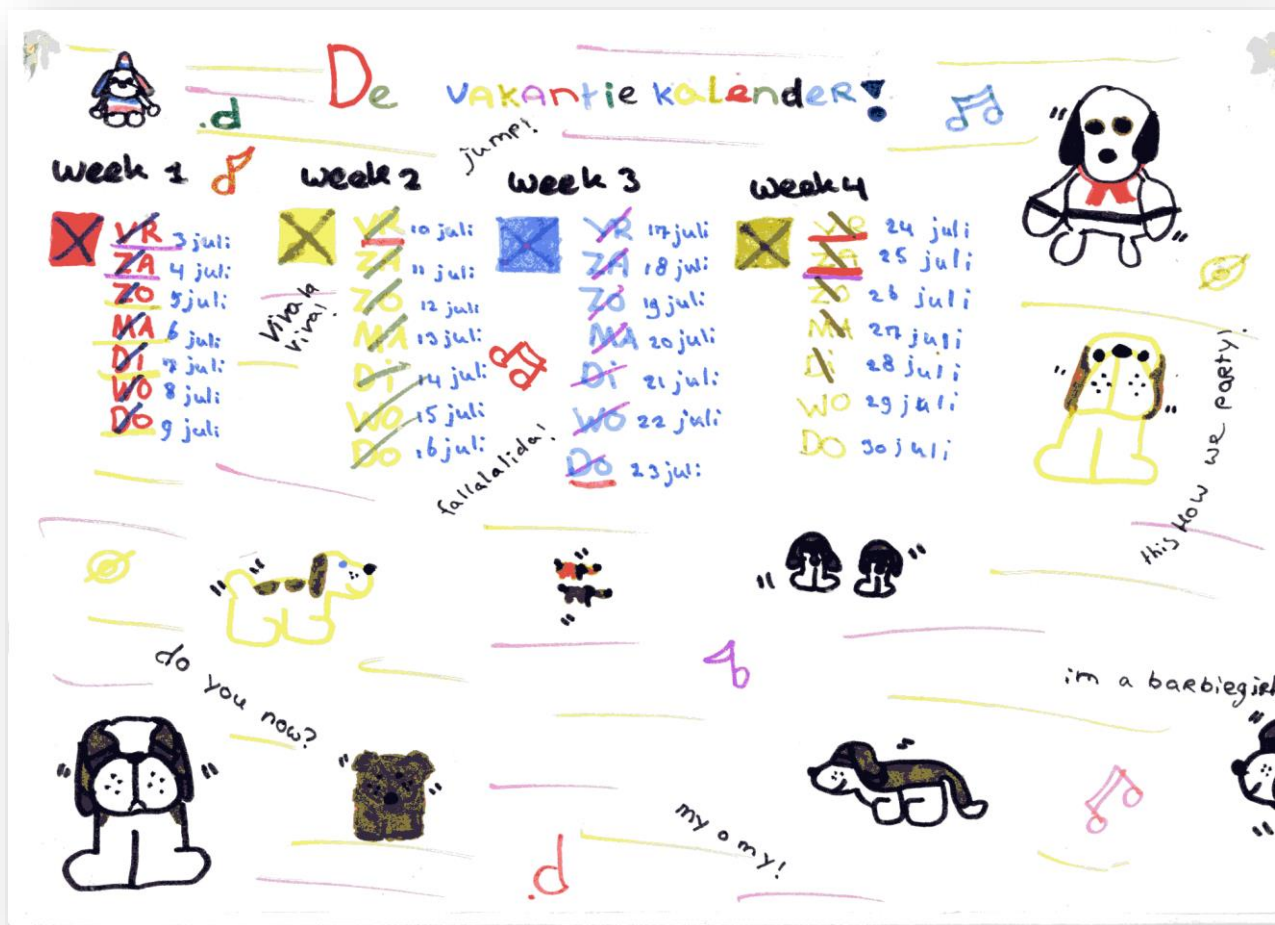 De vakantie kalender!
jump!
week 1
VR 3 juli
ZA 4 juli
ZO 5 juli
MA 6 juli
Di 7 juli
WO 8 juli
DO 9 juli
week 2
VR 10 juli
ZA 11 juli
ZO 12 juli
MA 13 juli
Di 14 juli
WO 15 juli
DO 16 juli
week 3
VR 17 juli
ZA 18 juli
ZO 19 juli
MA 20 juli
Di 21 juli
WO 22 juli
DO 23 juli
week 4
VR 24 juli
ZA 25 juli
ZO 26 juli
MA 27 juli
Di 28 juli
WO 29 juli
DO 30 juli
Viva la
viva!
fallalalida!
this How we party!
do you now?
im a barbiegirl
my o my!